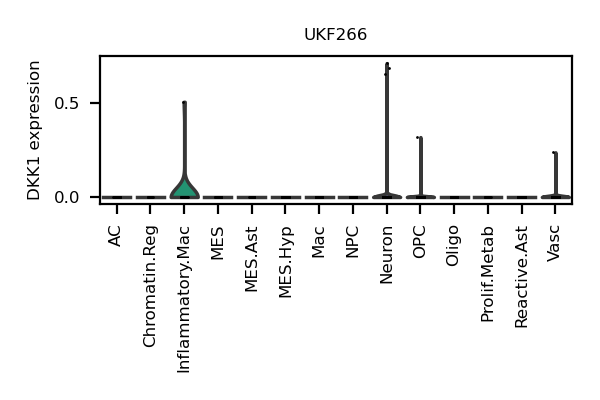 UKF266
DKK1 expression
0.5
0.0
AC
Chromatin.Reg
Inflammatory.Mac
MES
MES.Ast
MES.Hyp
Mac
NPC
Neuron
OPC
Oligo
Prolif.Metab
Reactive.Ast
Vasc